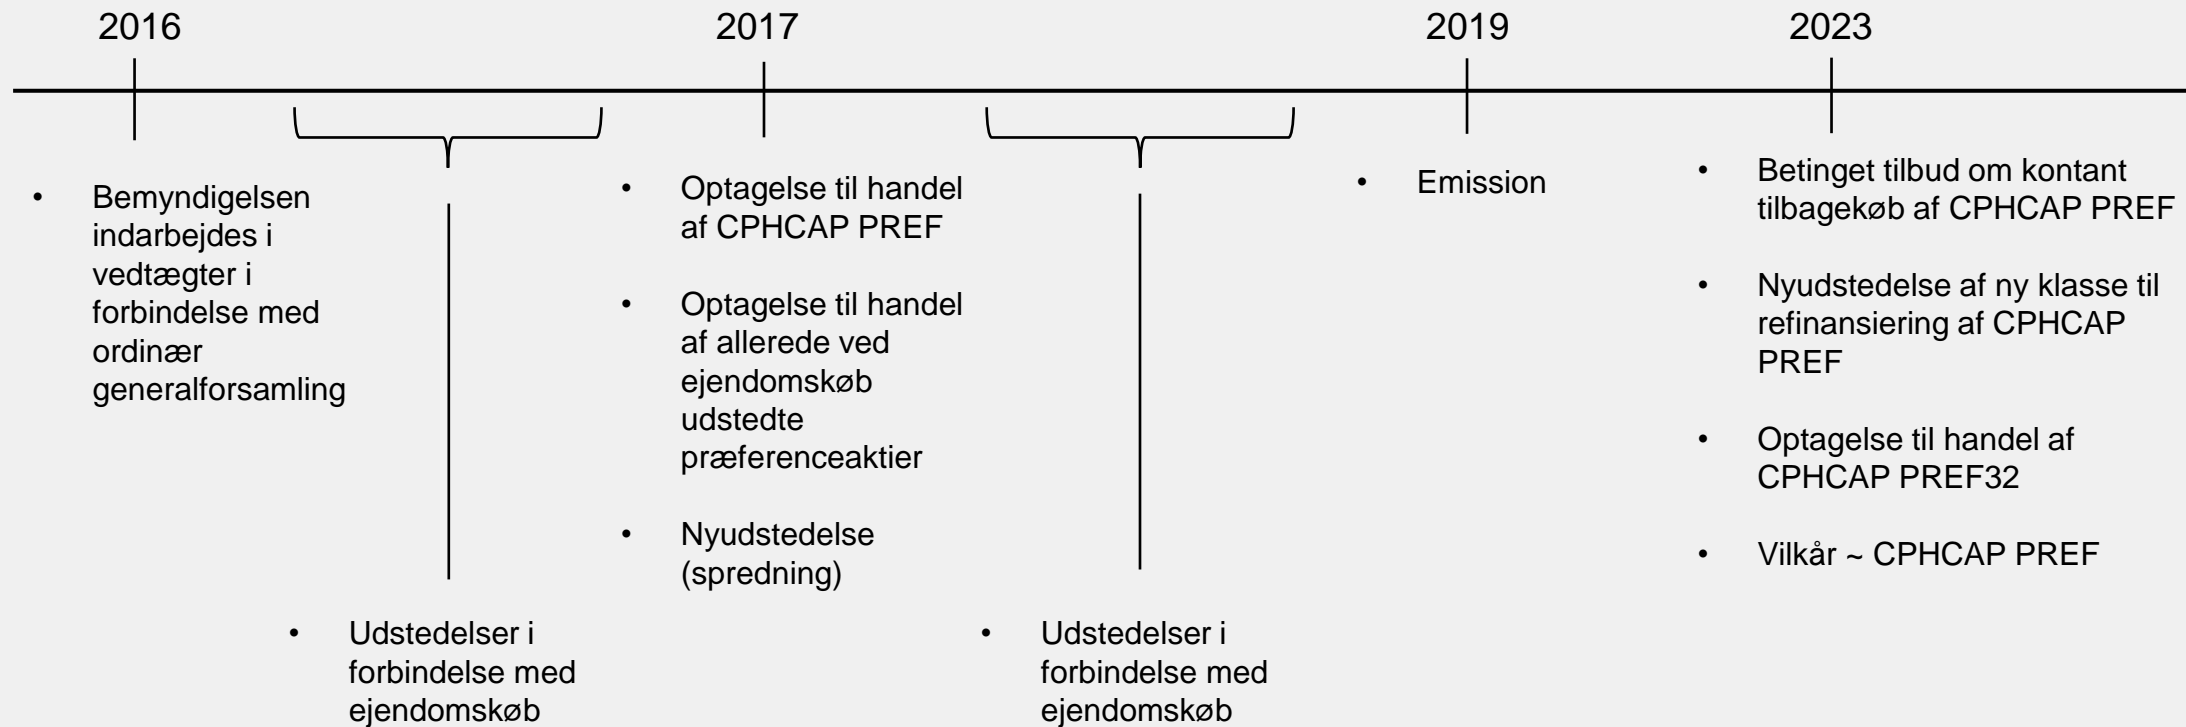 2016
2017
2019
2023
• Bemyndigelsen
indarbejdes i
vedtægter i
forbindelse med
ordinær
generalforsamling
• Udstedelser i
forbindelse med
ejendomskøb
• Optagelse til handel
af CPHCAP PREF
• Optagelse til handel
af allerede ved
ejendomskøb
udstedte
præferenceaktier
• Nyudstedelse
(spredning)
• Udstedelser i
forbindelse med
ejendomskøb
• Emission
• Betinget tilbud om kontant
tilbagekøb af CPHCAP PREF
• Nyudstedelse af ny klasse til
refinansiering af CPHCAP
PREF
• Optagelse til handel af
CPHCAP PREF32
• Vilkår ~ CPHCAP PREF